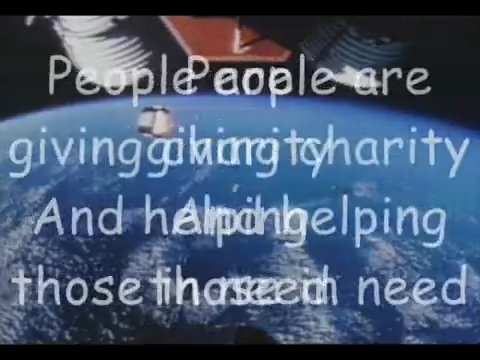 People are
giving charity
And helping
those in need